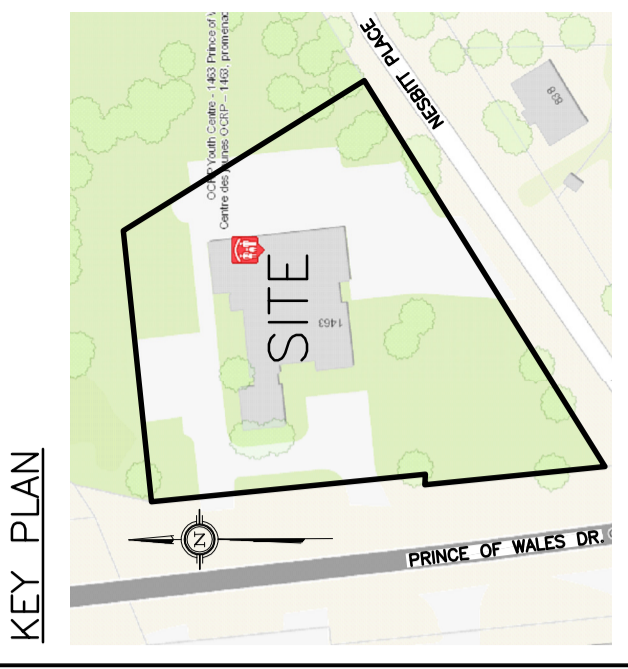 KEY PLAN
OCRP Youth Centre - 1463 Prince of
Centre des jeunes OCRP – 1463, promenad
NESBITT PLACE
838
SITE
1463
N
PRINCE OF WALES DR.